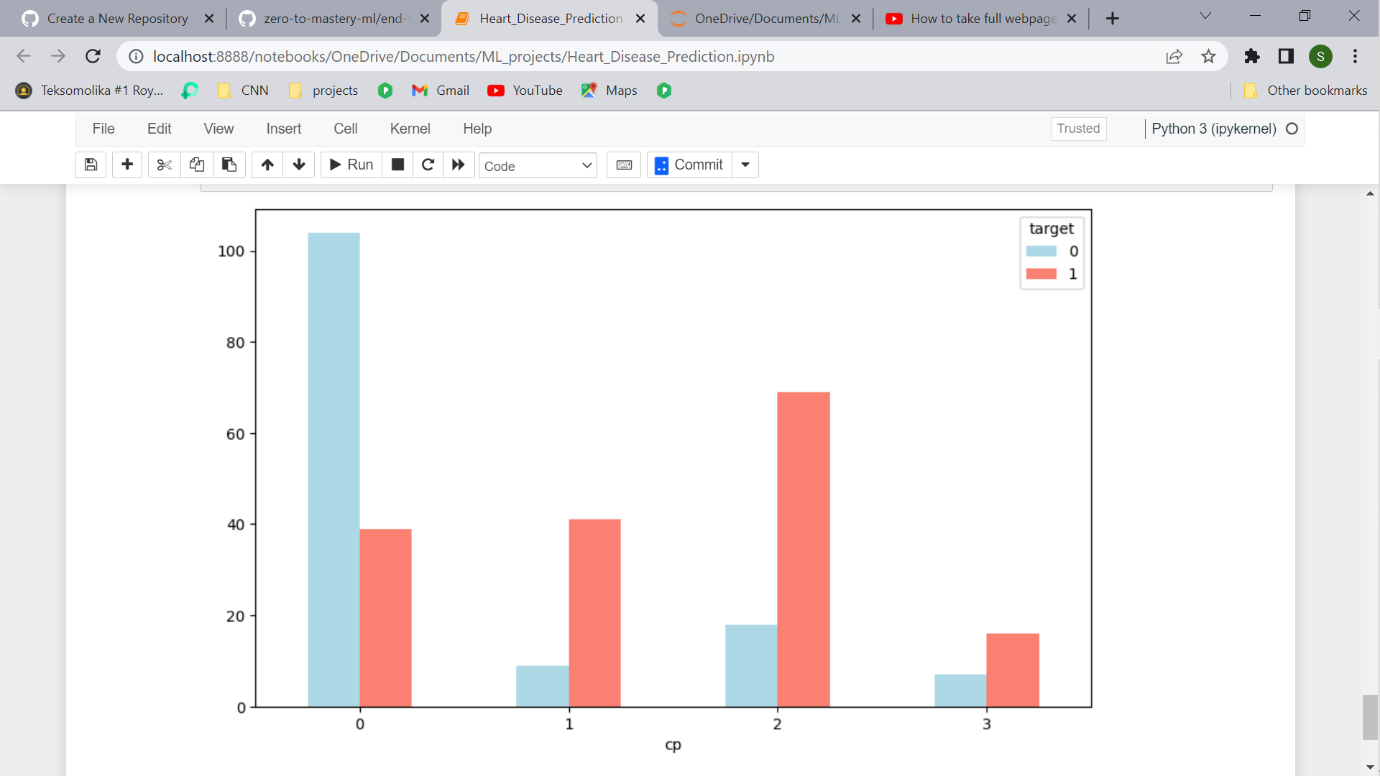 Create a New Repository
zero-to-mastery-ml/end-t
Heart_Disease_Prediction
OneDrive/Documents/ML
How to take full webpage
localhost:8888/notebooks/OneDrive/Documents/ML_projects/Heart_Disease_Prediction.ipynb
S
Teksomolika #1 Roy... CNN projects Gmail YouTube Maps Other bookmarks
File Edit View Insert Cell Kernel Help Trusted Python 3 (ipykernel)
Run Code Commit
target
0
1
100
80
60
40
20
0
0 1 2 3
cp